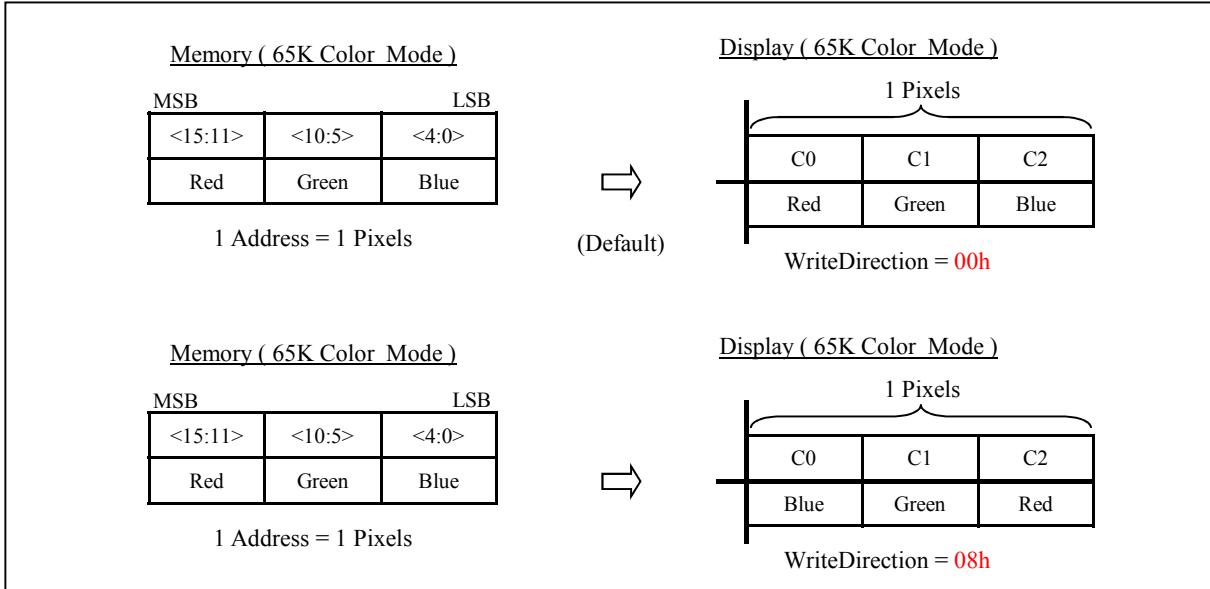 Memory ( 65K Color Mode )
Display ( 65K Color Mode )
MSB LSB
1 Pixels
<15:11> <10:5> <4:0>
C0 C1 C2
Red Green Blue
Red Green Blue
1 Address = 1 Pixels
(Default)
WriteDirection = 00h
Memory ( 65K Color Mode )
Display ( 65K Color Mode )
MSB LSB
1 Pixels
<15:11> <10:5> <4:0>
C0 C1 C2
Red Green Blue
Blue Green Red
1 Address = 1 Pixels
WriteDirection = 08h